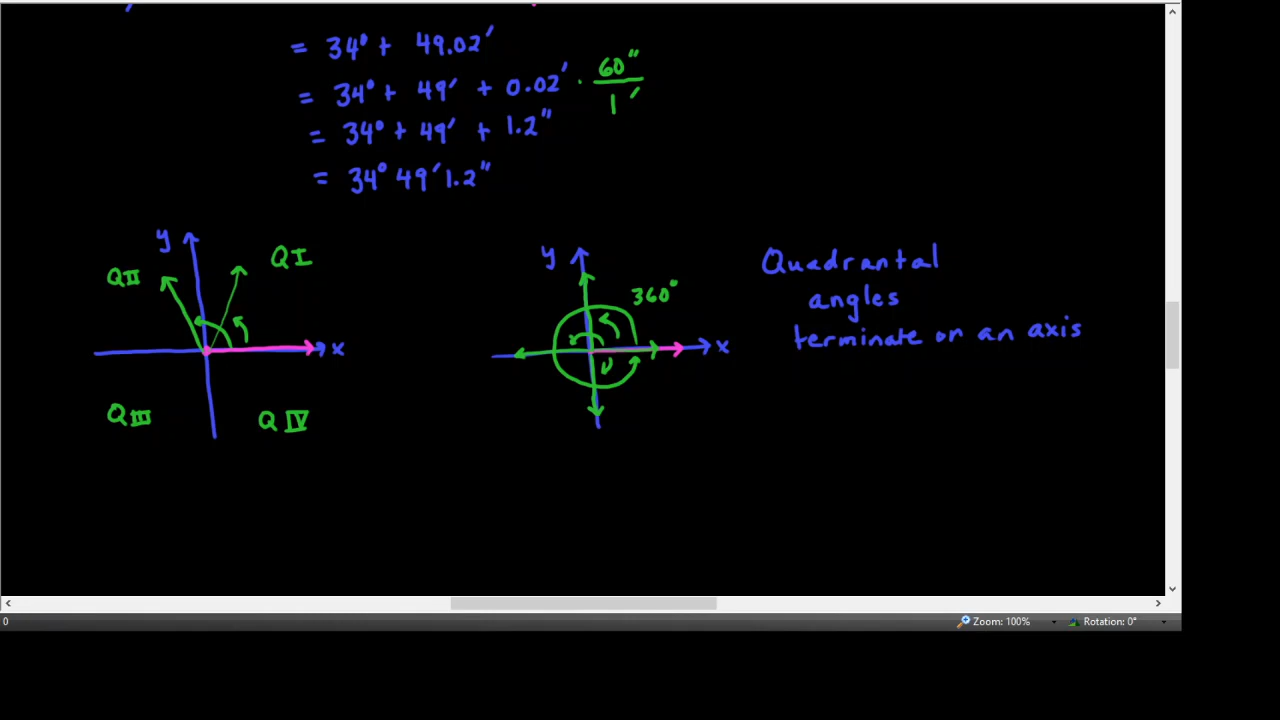 = 34° + 49.02′
= 34° + 49′ + 0.02′ · 60″/1′
= 34° + 49′ + 1.2″
= 34° 49′ 1.2″
y
QI
QII
x
QIII
QIV
y
360°
x
Quadrantal
angles
terminate on an axis
0
Zoom: 100%
Rotation: 0°